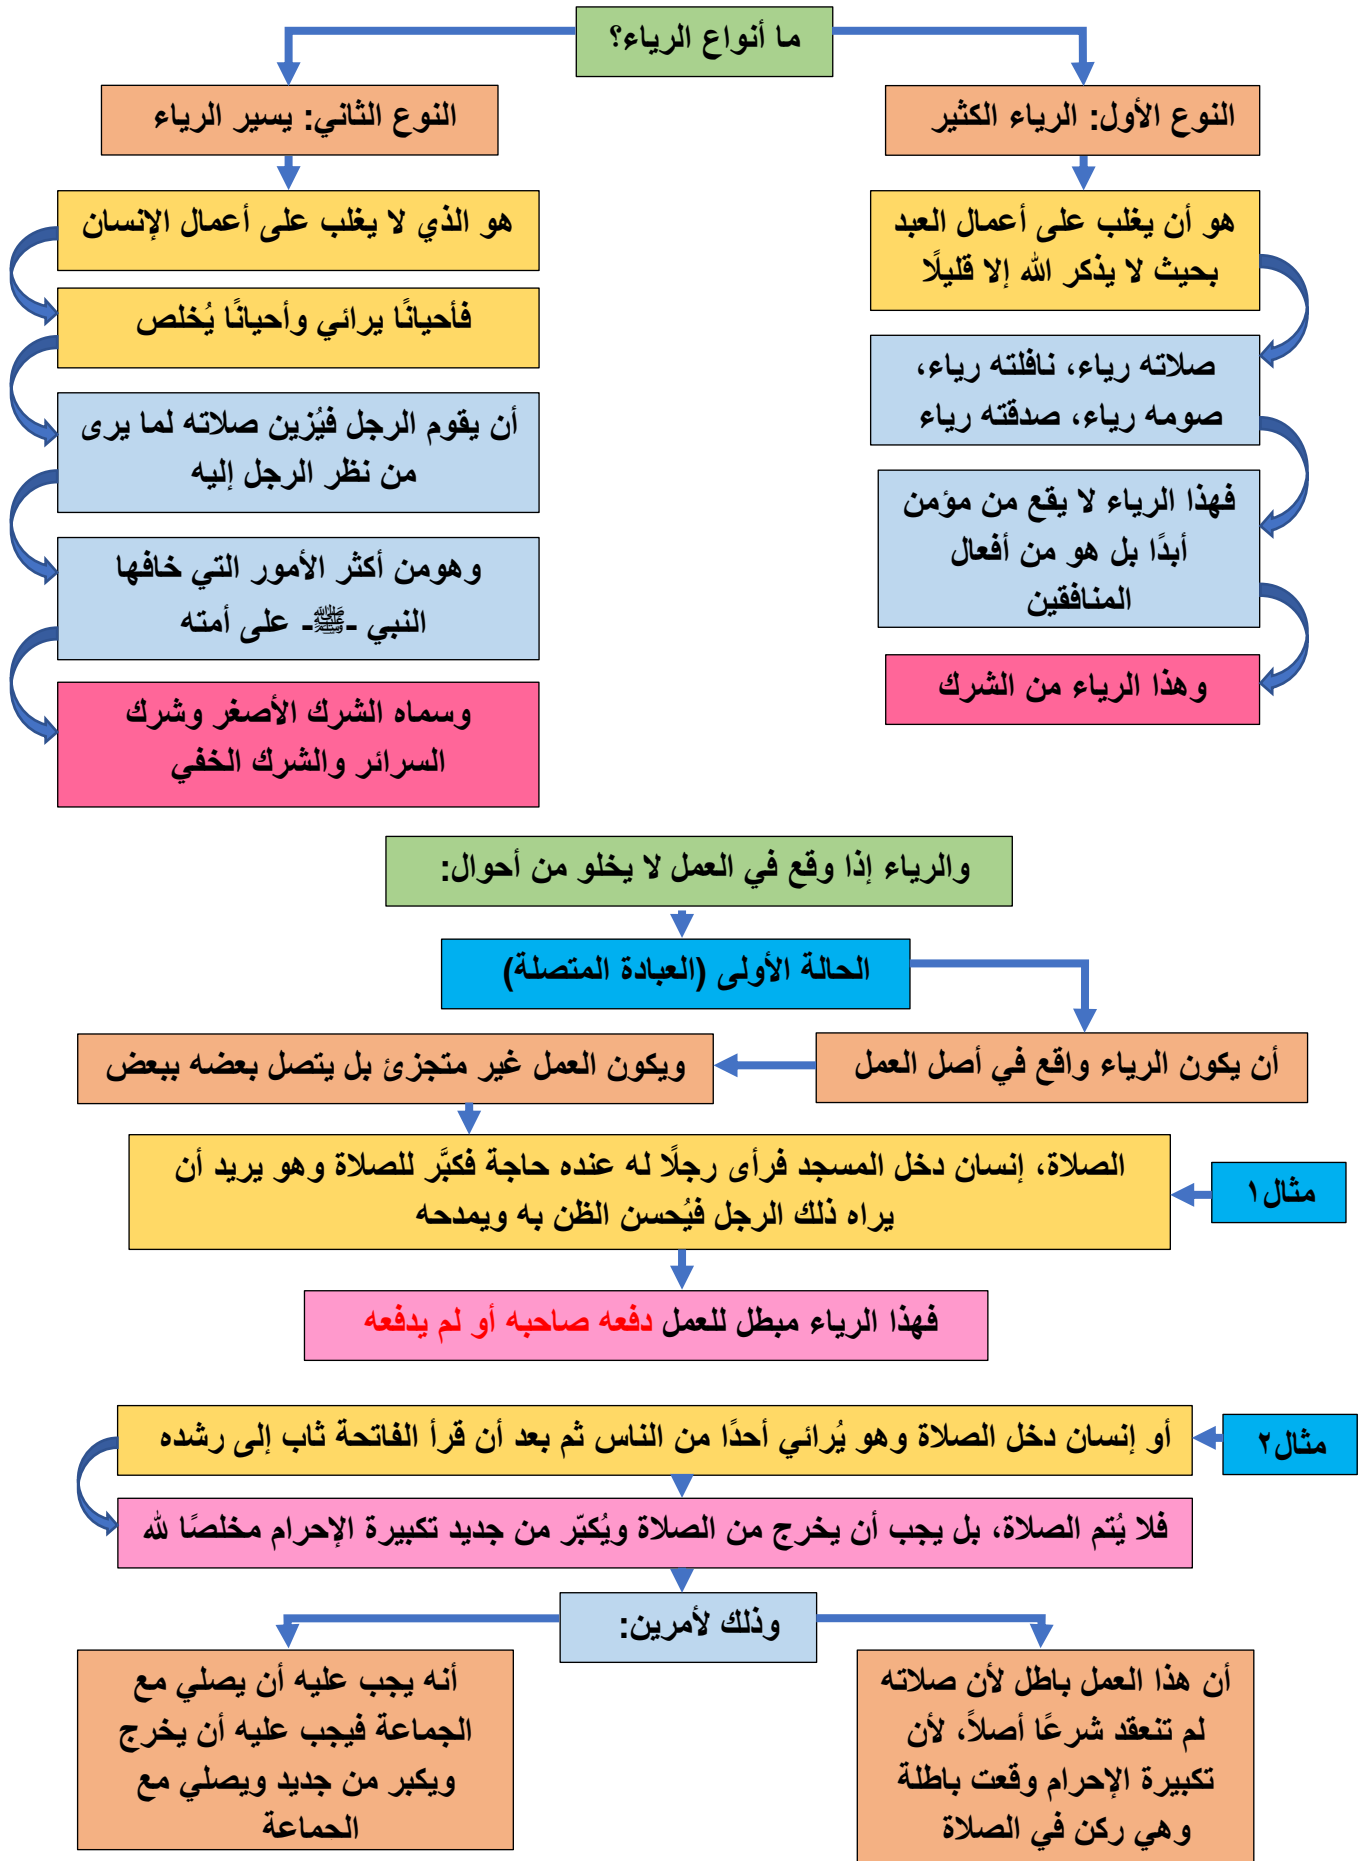 ما أنواع الرياء؟
النوع الأول: الرياء الكثير
هو أن يغلب على أعمال العبد
بحيث لا يذكر الله إلا قليلًا
صلاته رياء، نافلته رياء،
صومه رياء، صدقته رياء
فهذا الرياء لا يقع من مؤمن
أبدًا بل هو من أفعال
المنافقين
وهذا الرياء من الشرك
النوع الثاني: يسير الرياء
هو الذي لا يغلب على أعمال الإنسان
فأحيانًا يرائي وأحيانًا يُخلص
أن يقوم الرجل فيُزين صلاته لما يرى
من نظر الرجل إليه
وهومن أكثر الأمور التي خافها
النبي -ﷺ- على أمته
وسماه الشرك الأصغر وشرك
السرائر والشرك الخفي
والرياء إذا وقع في العمل لا يخلو من أحوال:
الحالة الأولى (العبادة المتصلة)
أن يكون الرياء واقع في أصل العمل
ويكون العمل غير متجزئ بل يتصل بعضه ببعض
مثال١
الصلاة، إنسان دخل المسجد فرأى رجلًا له عنده حاجة فكبَّر للصلاة وهو يريد أن
يراه ذلك الرجل فيُحسن الظن به ويمدحه
فهذا الرياء مبطل للعمل دفعه صاحبه أو لم يدفعه
مثال٢
أو إنسان دخل الصلاة وهو يُرائي أحدًا من الناس ثم بعد أن قرأ الفاتحة ثاب إلى رشده
فلا يُتم الصلاة، بل يجب أن يخرج من الصلاة ويُكبّر من جديد تكبيرة الإحرام مخلصًا لله
وذلك لأمرين:
أن هذا العمل باطل لأن صلاته
لم تنعقد شرعًا أصلاً، لأن
تكبيرة الإحرام وقعت باطلة
وهي ركن في الصلاة
أنه يجب عليه أن يصلي مع
الجماعة فيجب عليه أن يخرج
ويكبر من جديد ويصلي مع
الحماعة